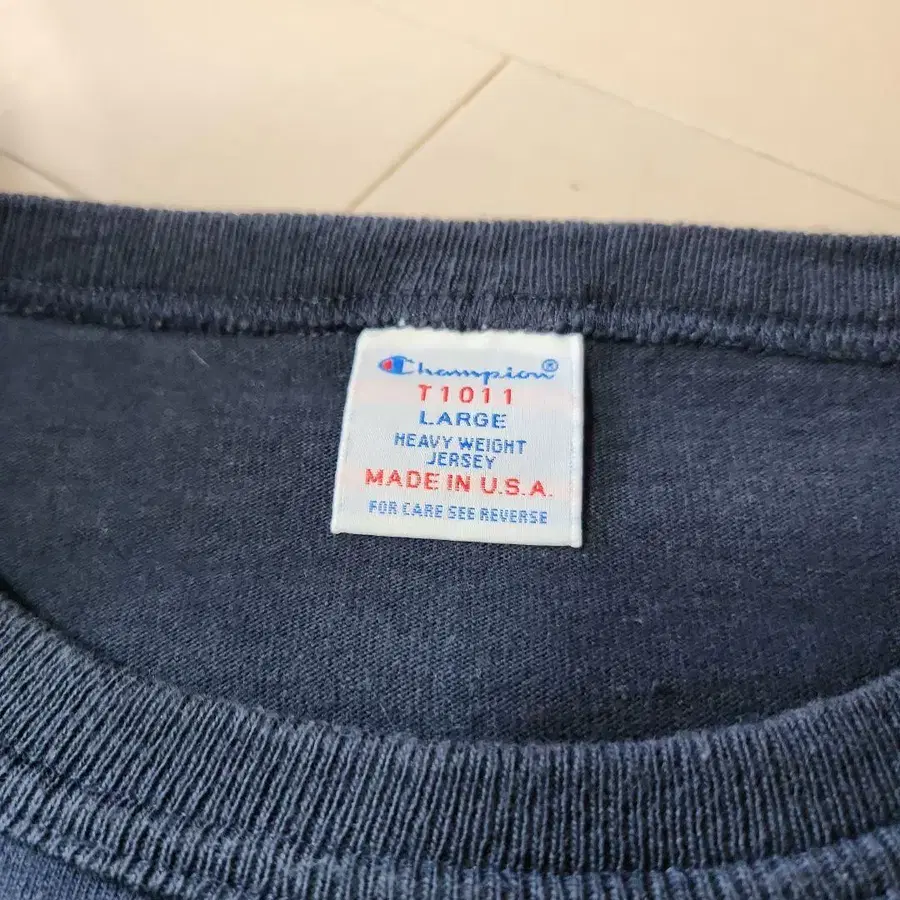 Champion®
T1011
LARGE
HEAVY WEIGHT
JERSEY
MADE IN U.S.A.
FOR CARE SEE REVERSE